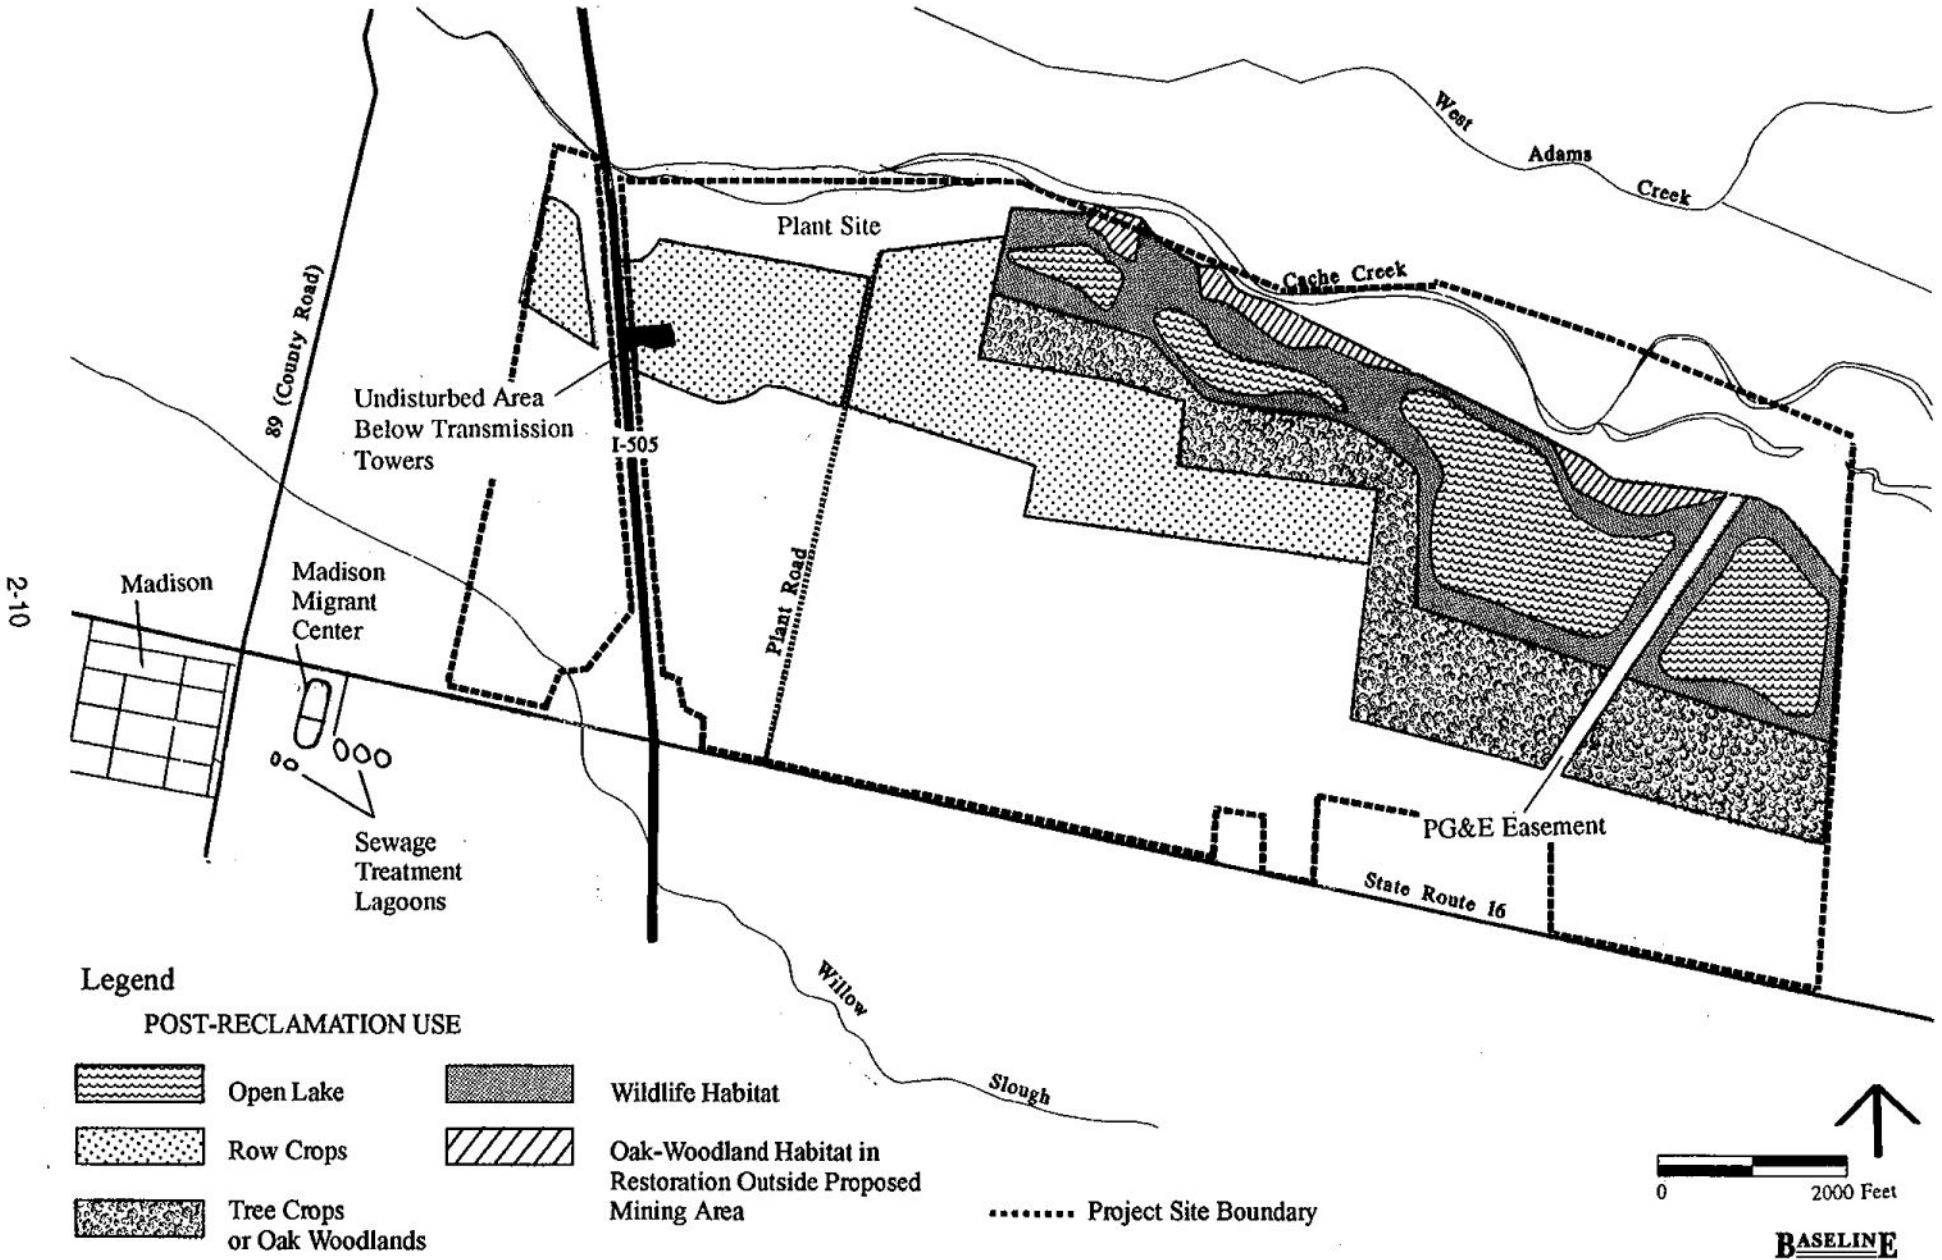 West
Adams
Creek
Plant Site
Cache Creek
89 (County Road)
Undisturbed Area
Below Transmission
Towers
I-505
Plant Road
Madison
Madison
Migrant
Center
2-10
PG&E Easement
Sewage
Treatment
Lagoons
State Route 16
Willow
Slough
Legend
POST-RECLAMATION USE
Open Lake
Wildlife Habitat
Row Crops
Oak-Woodland Habitat in
Restoration Outside Proposed
Mining Area
Tree Crops
or Oak Woodlands
Project Site Boundary
0 2000 Feet
BASELINE